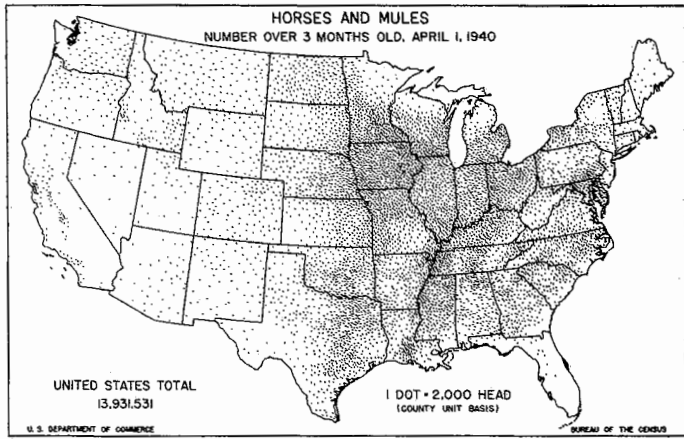 HORSES AND MULES
NUMBER OVER 3 MONTHS OLD, APRIL 1, 1940
UNITED STATES TOTAL
13,931,531
1 DOT = 2,000 HEAD
(COUNTY UNIT BASIS)
U. S. DEPARTMENT OF COMMERCE
BUREAU OF THE CENSUS